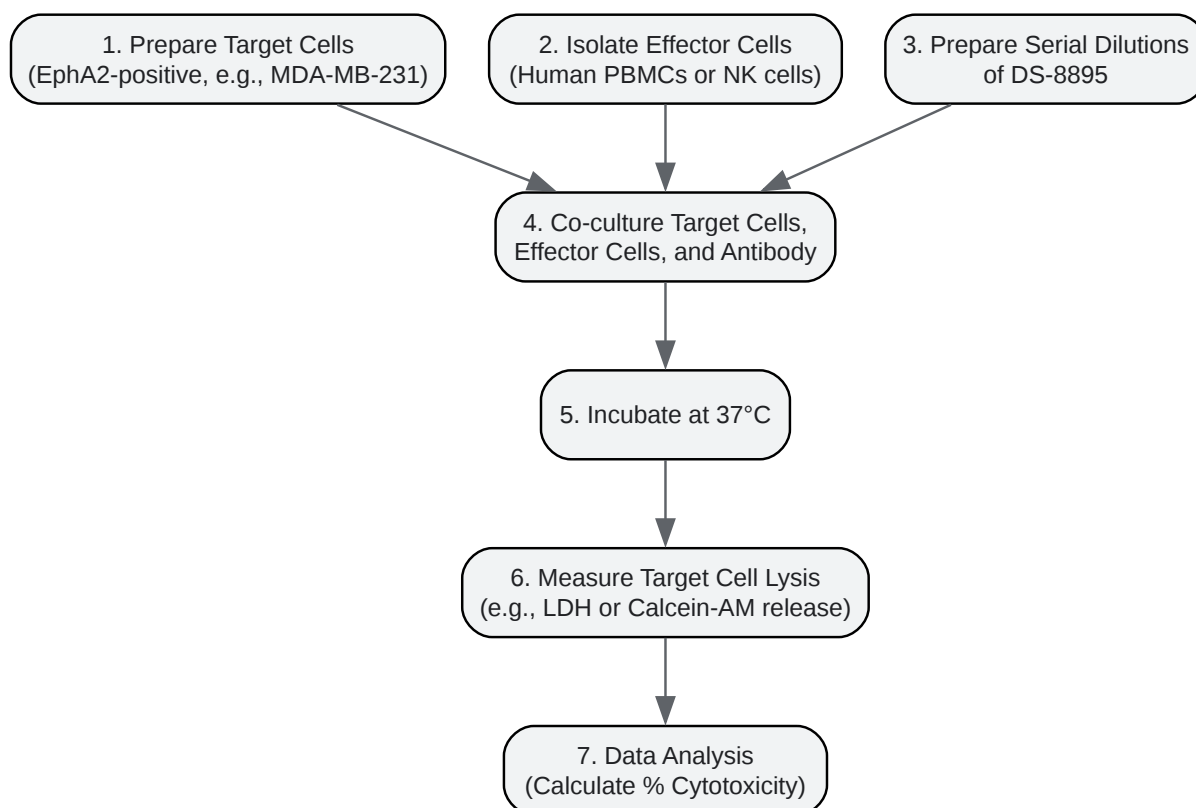 1. Prepare Target Cells
(EphA2-positive, e.g., MDA-MB-231)
2. Isolate Effector Cells
(Human PBMCs or NK cells)
3. Prepare Serial Dilutions
of DS-8895
4. Co-culture Target Cells,
Effector Cells, and Antibody
5. Incubate at 37°C
6. Measure Target Cell Lysis
(e.g., LDH or Calcein-AM release)
7. Data Analysis
(Calculate % Cytotoxicity)